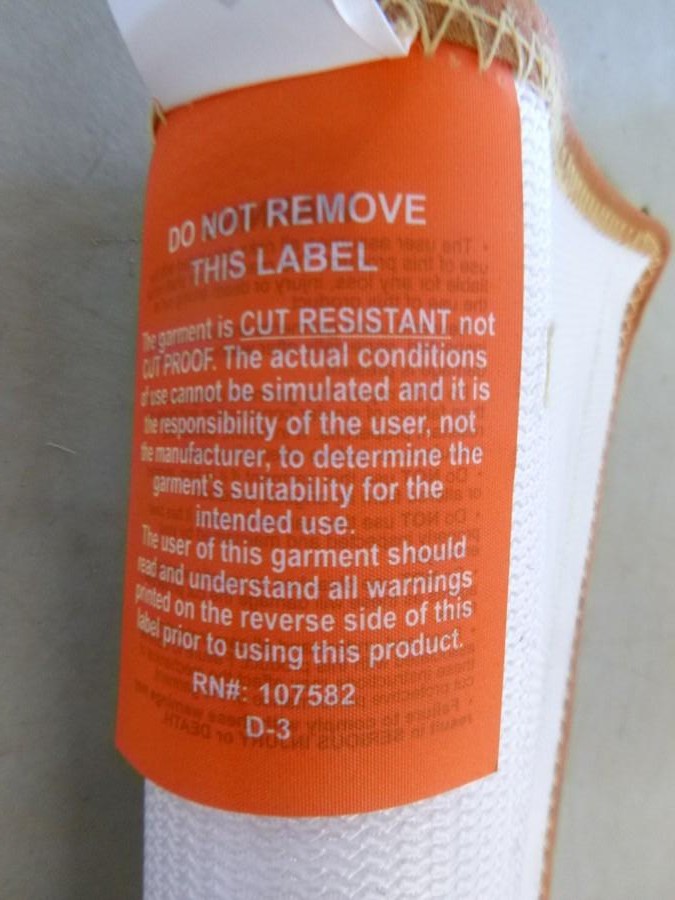 DO NOT REMOVE
THIS LABEL
The garment is CUT RESISTANT not
CUT PROOF. The actual conditions
of use cannot be simulated and it is
the responsibility of the user, not
the manufacturer, to determine the
garment's suitability for the
intended use.
The user of this garment should
read and understand all warnings
printed on the reverse side of this
label prior to using this product.
RN#: 107582
D-3